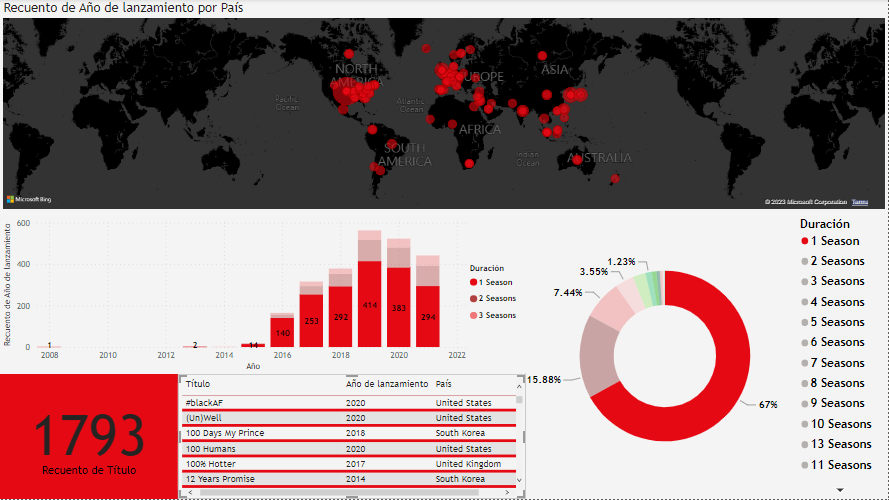 Recuento de Año de lanzamiento por País
NORTH
AMERICA
EUROPE
ASIA
Pacific
Ocean
Atlantic
Ocean
AFRICA
SOUTH
AMERICA
Indian
Ocean
AUSTRALIA
Microsoft Bing
© 2023 Microsoft Corporation Terms
Recuento de Año de lanzamiento
600
400
200
0
1
2
14
140
253
292
414
383
294
2008
2010
2012
2014
2016
2018
2020
2022
Año
Duración
1 Season
2 Seasons
3 Seasons
1.23%
3.55%
7.44%
15.88%
67%
Duración
1 Season
2 Seasons
3 Seasons
4 Seasons
5 Seasons
6 Seasons
7 Seasons
8 Seasons
9 Seasons
10 Seasons
13 Seasons
11 Seasons
1793
Recuento de Título
Título Año de lanzamiento País
#blackAF 2020 United States
(Un)Well 2020 United States
100 Days My Prince 2018 South Korea
100 Humans 2020 United States
100% Hotter 2017 United Kingdom
12 Years Promise 2014 South Korea